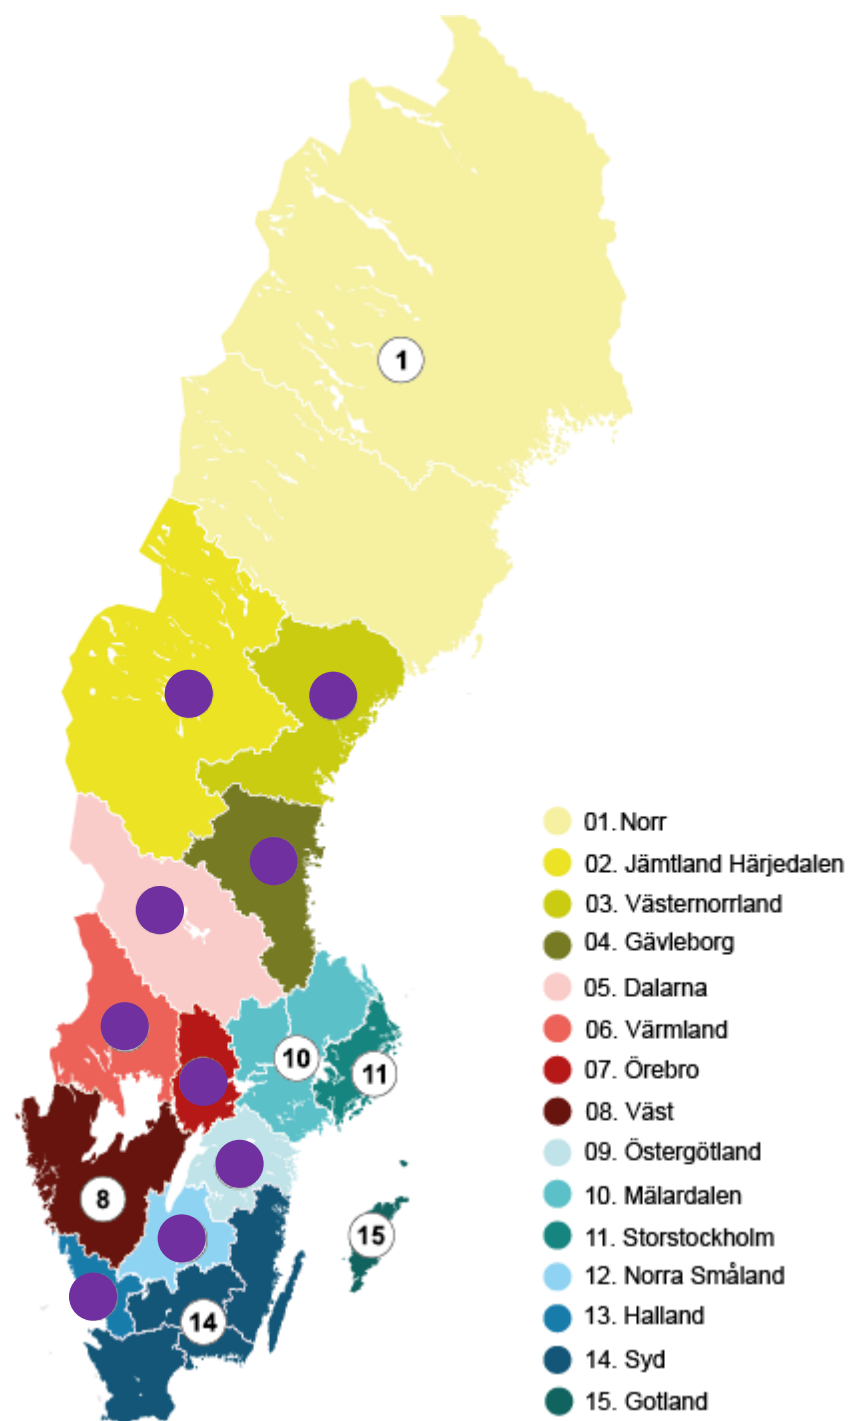 1
10
11
8
15
14
01. Norr
02. Jämtland Härjedalen
03. Västernorrland
04. Gävleborg
05. Dalarna
06. Värmland
07. Örebro
08. Väst
09. Östergötland
10. Mälardalen
11. Storstockholm
12. Norra Småland
13. Halland
14. Syd
15. Gotland